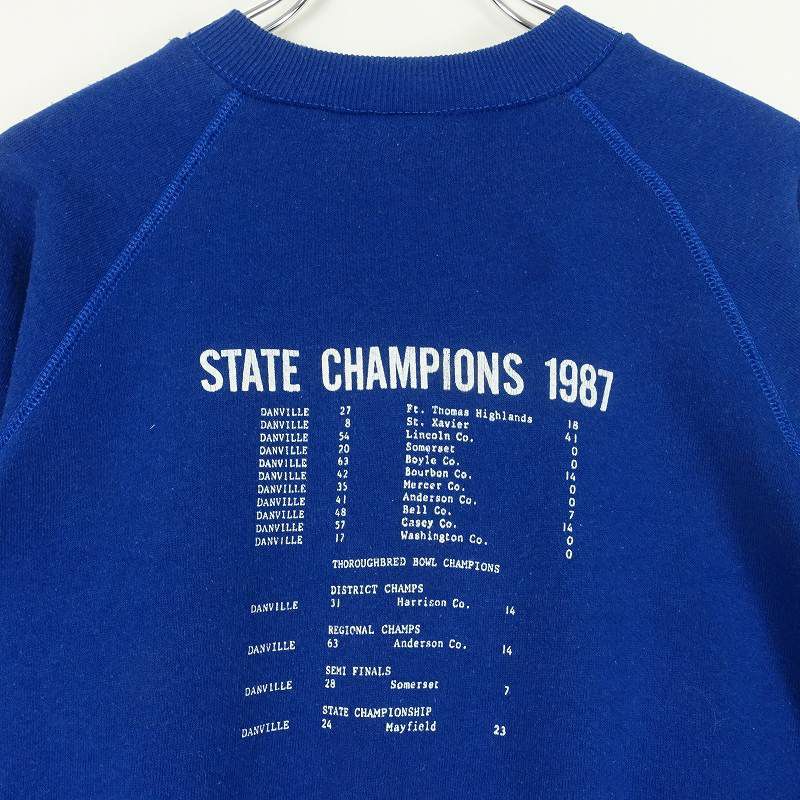 STATE CHAMPIONS 1987
DANVILLE 27 Ft. Thomas Highlands 18
DANVILLE 8 St. Xavier 41
DANVILLE 54 Lincoln Co. 0
DANVILLE 20 Somerset 0
DANVILLE 63 Boyle Co. 14
DANVILLE 42 Bourbon Co. 0
DANVILLE 35 Mercer Co. 0
DANVILLE 41 Anderson Co. 7
DANVILLE 48 Bell Co. 14
DANVILLE 57 Casey Co. 0
DANVILLE 17 Washington Co. 0
THOROUGHBRED BOWL CHAMPIONS
DISTRICT CHAMPS
DANVILLE 31 Harrison Co. 14
REGIONAL CHAMPS
DANVILLE 63 Anderson Co. 14
SEMI FINALS
DANVILLE 28 Somerset 7
STATE CHAMPIONSHIP
DANVILLE 24 Mayfield 23